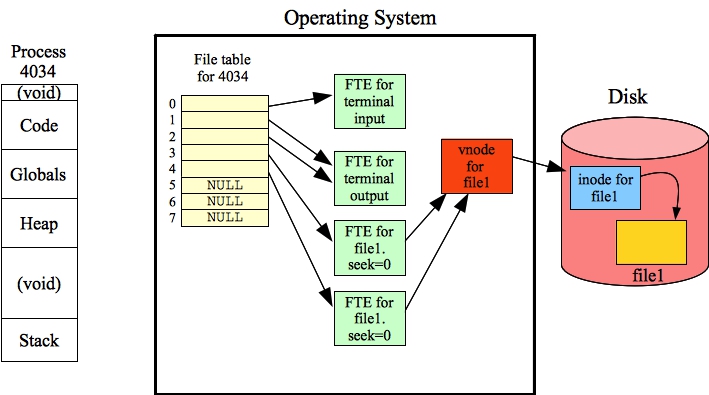 Operating System
Process
4034
(void)
Code
Globals
Heap
(void)
Stack
File table
for 4034
0
1
2
3
4
5 NULL
6 NULL
7 NULL
FTE for
terminal
input
FTE for
terminal
output
FTE for
file1.
seek=0
FTE for
file1.
seek=0
vnode
for
file1
Disk
inode for
file1
file1